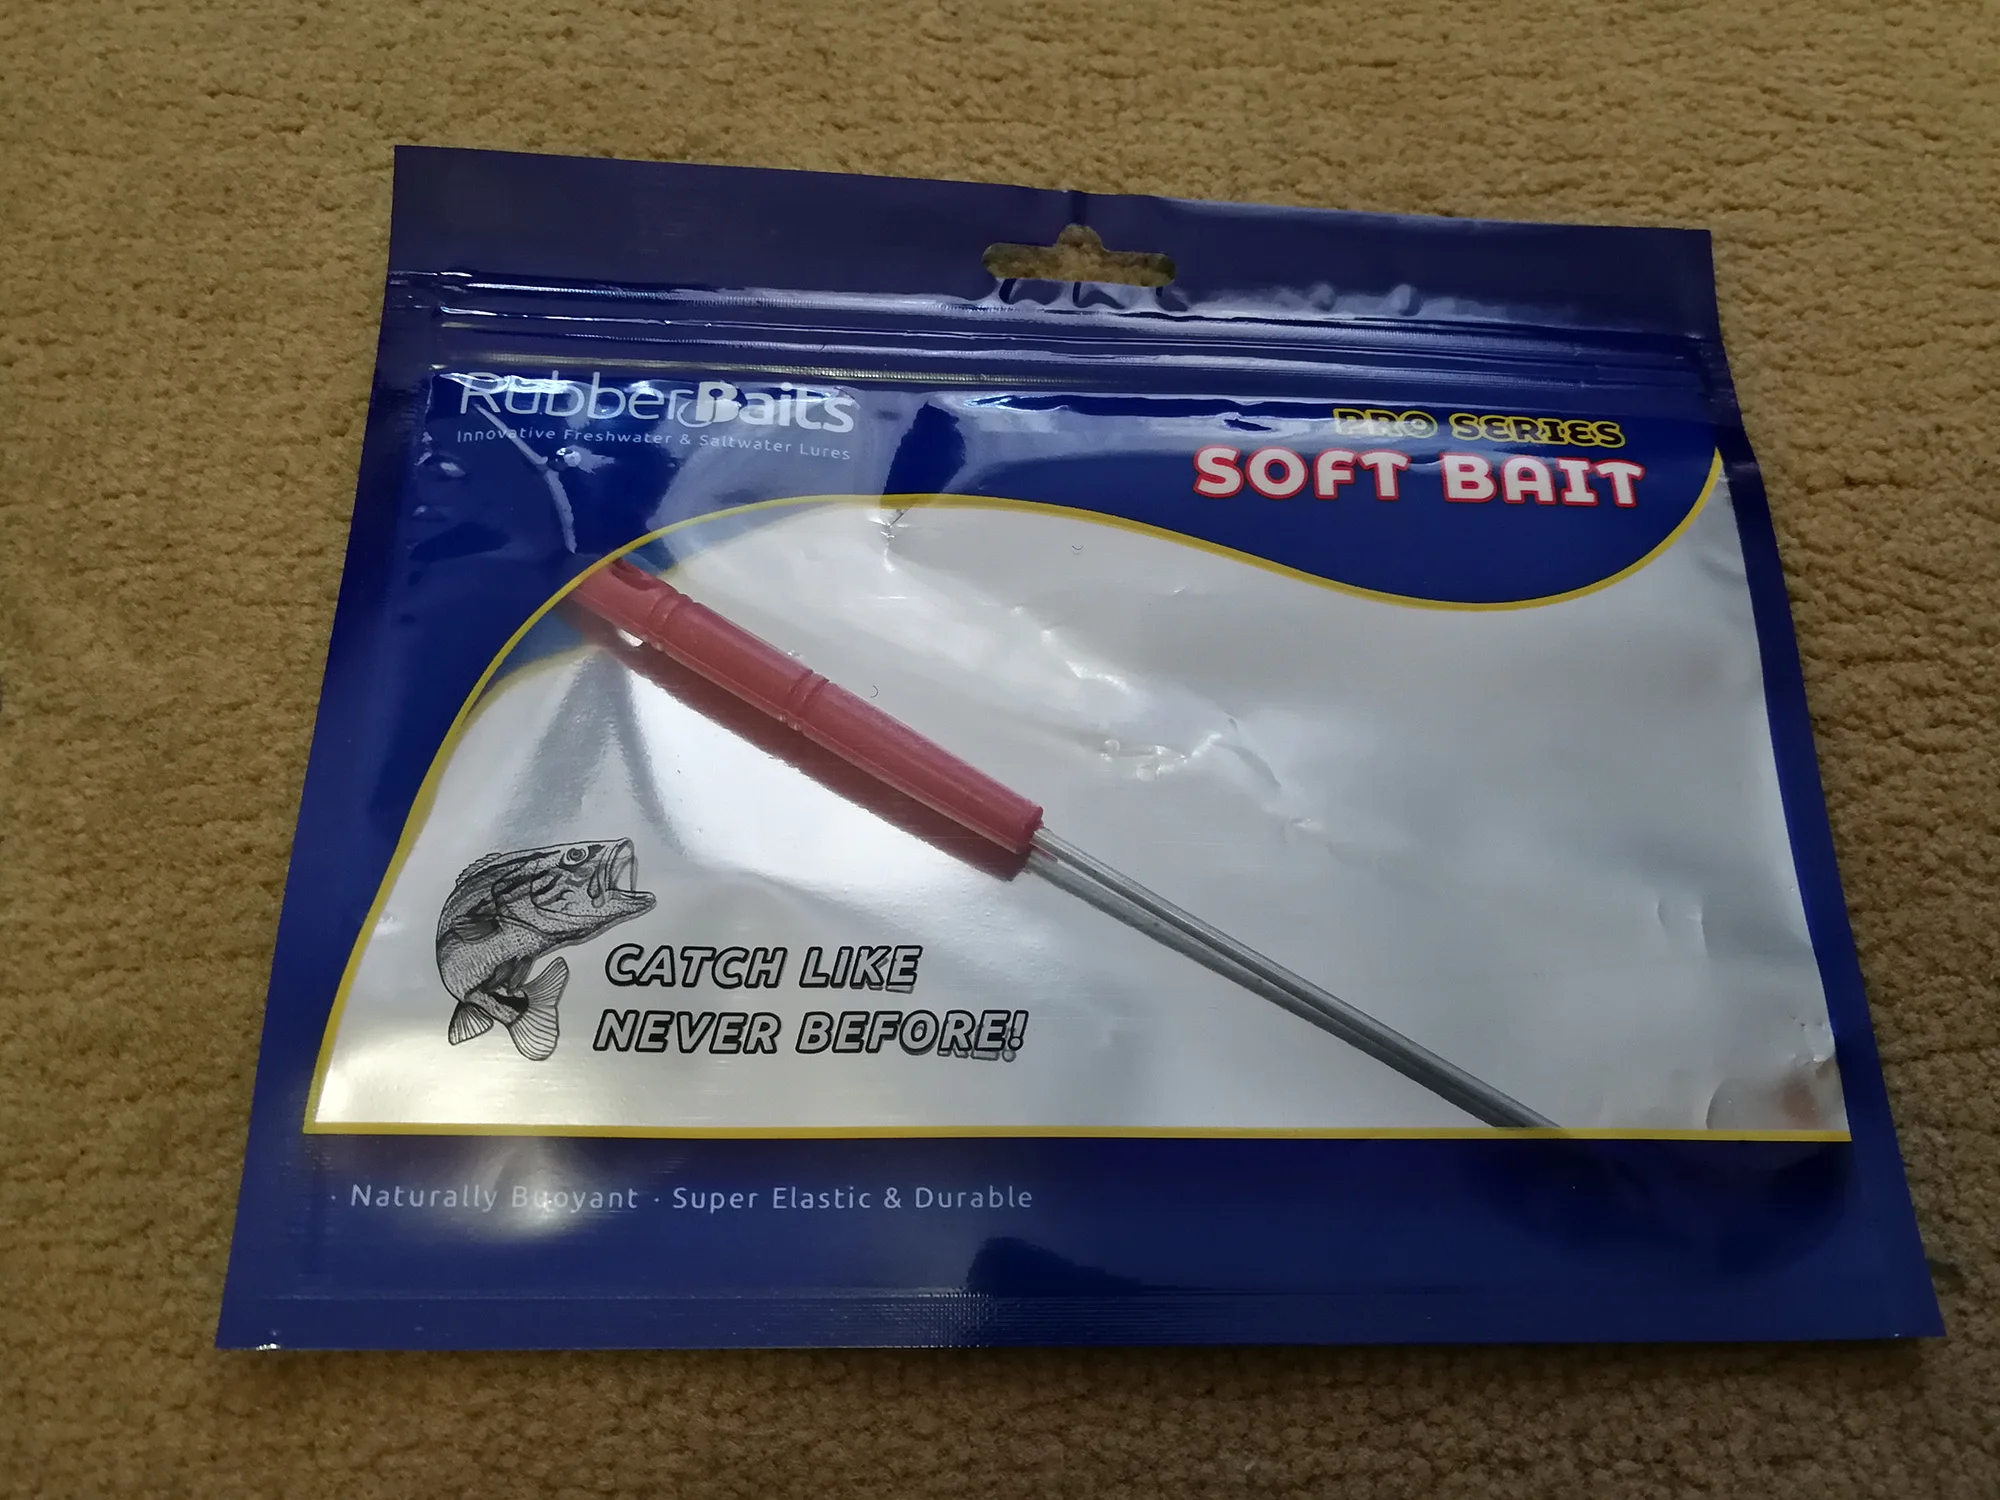 RubberBaits
Innovative Freshwater & Saltwater Lures
PRO SERIES
SOFT BAIT
CATCH LIKE
NEVER BEFORE!
· Naturally Buoyant · Super Elastic & Durable